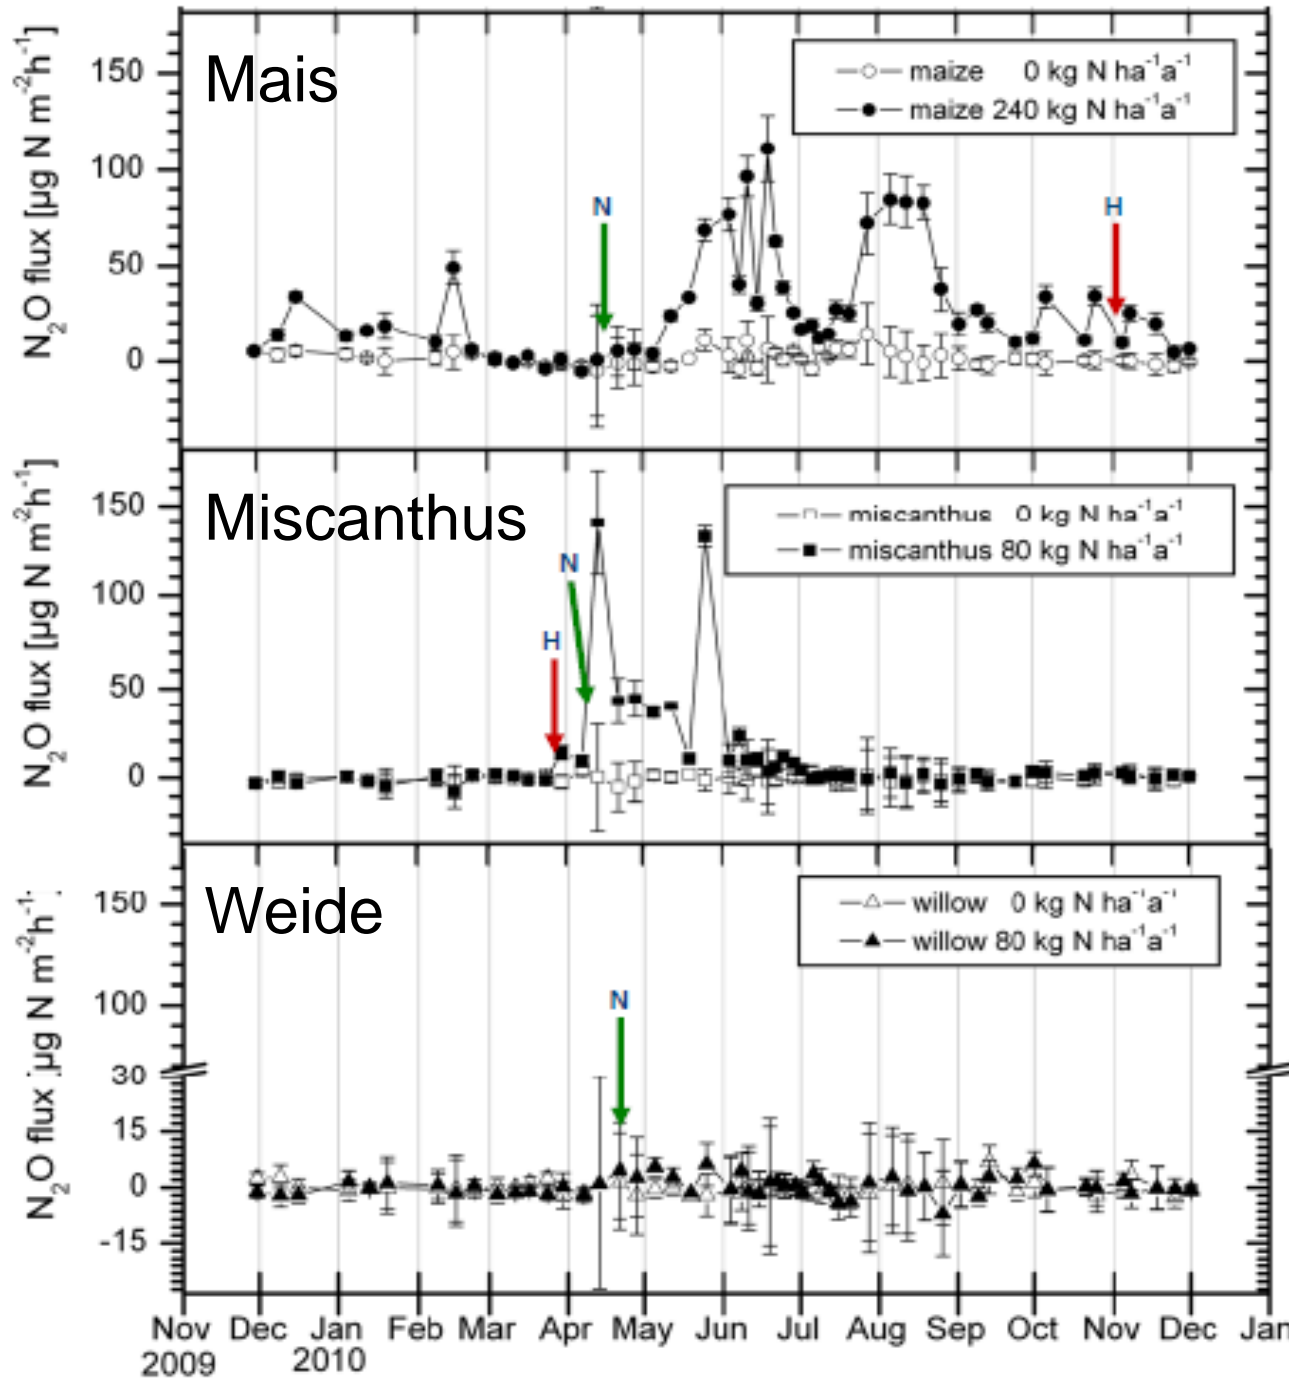 Mais
N₂O flux [µg N m⁻²h⁻¹]
150
100
50
0
maize 0 kg N ha⁻¹a⁻¹
maize 240 kg N ha⁻¹a⁻¹
N
H
Miscanthus
N₂O flux [µg N m⁻²h⁻¹]
150
100
50
0
miscanthus 0 kg N ha⁻¹a⁻¹
miscanthus 80 kg N ha⁻¹a⁻¹
N
H
Weide
N₂O flux [µg N m⁻²h⁻¹]
150
100
30
15
0
-15
willow 0 kg N ha⁻¹a⁻¹
willow 80 kg N ha⁻¹a⁻¹
N
Nov Dec Jan Feb Mar Apr May Jun Jul Aug Sep Oct Nov Dec Jan
2009 2010